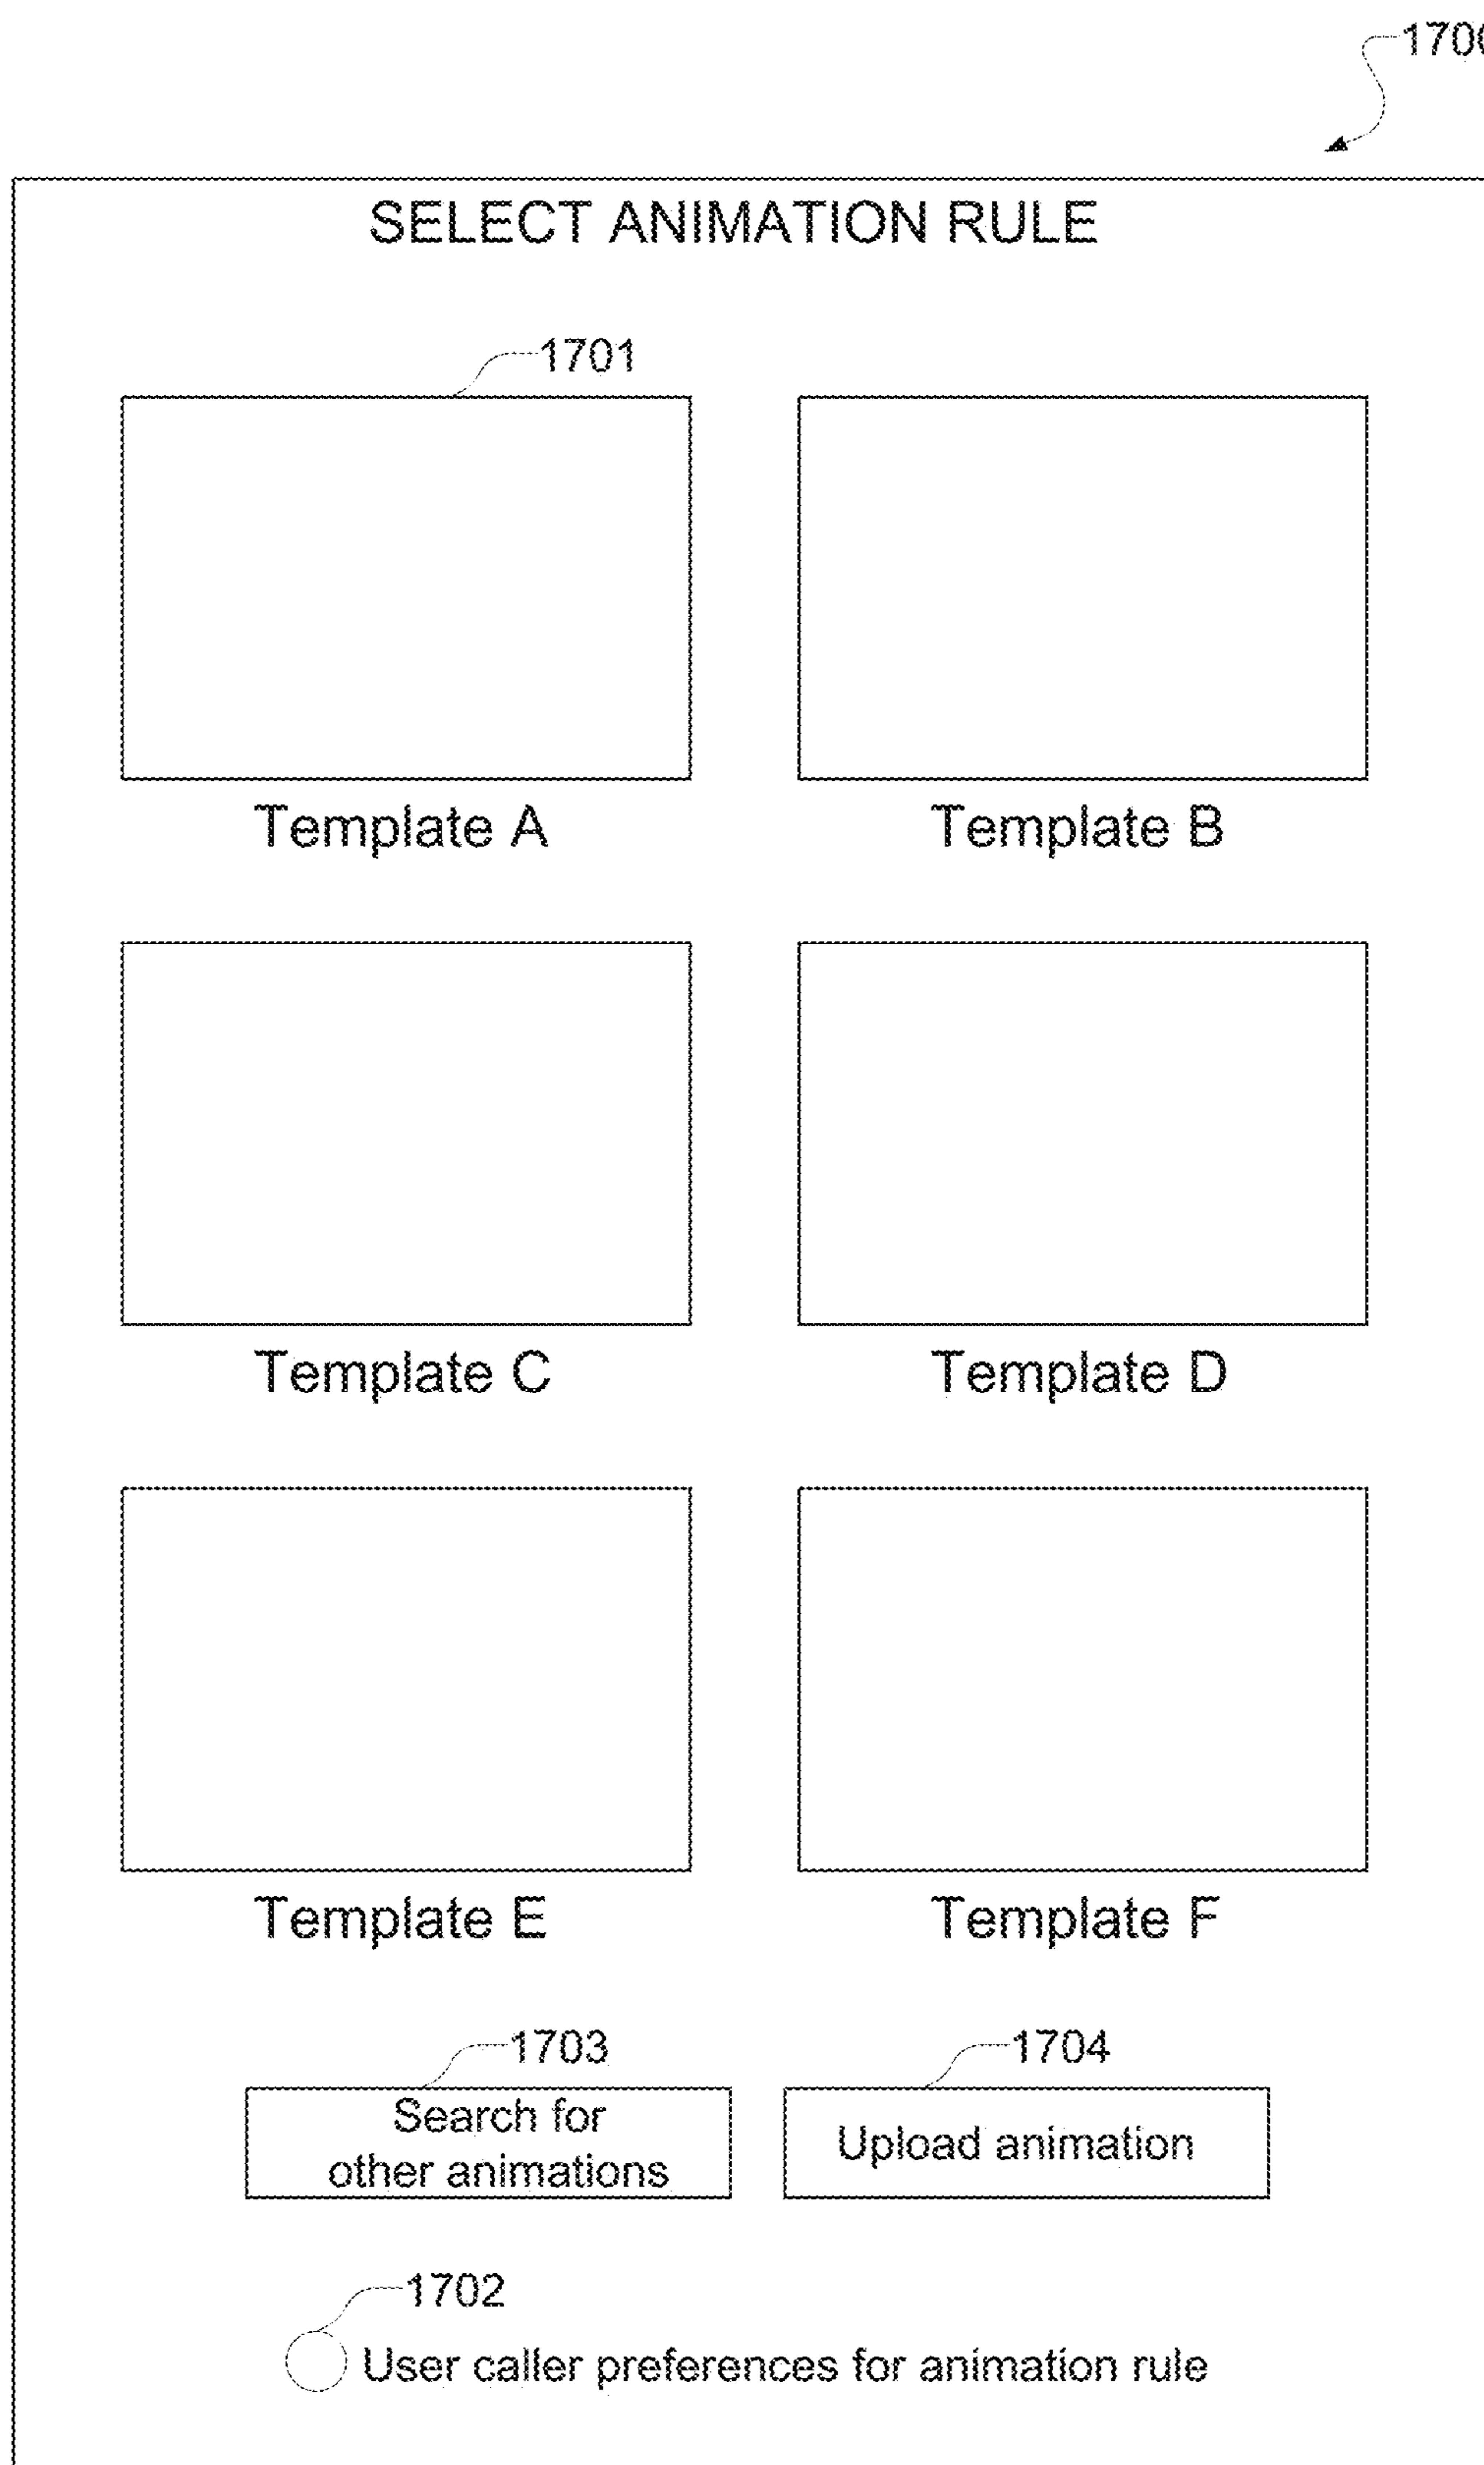 1700
SELECT ANIMATION RULE
1701
Template A
Template B
Template C
Template D
Template E
Template F
1703
1704
Search for
other animations
Upload animation
1702
User caller preferences for animation rule